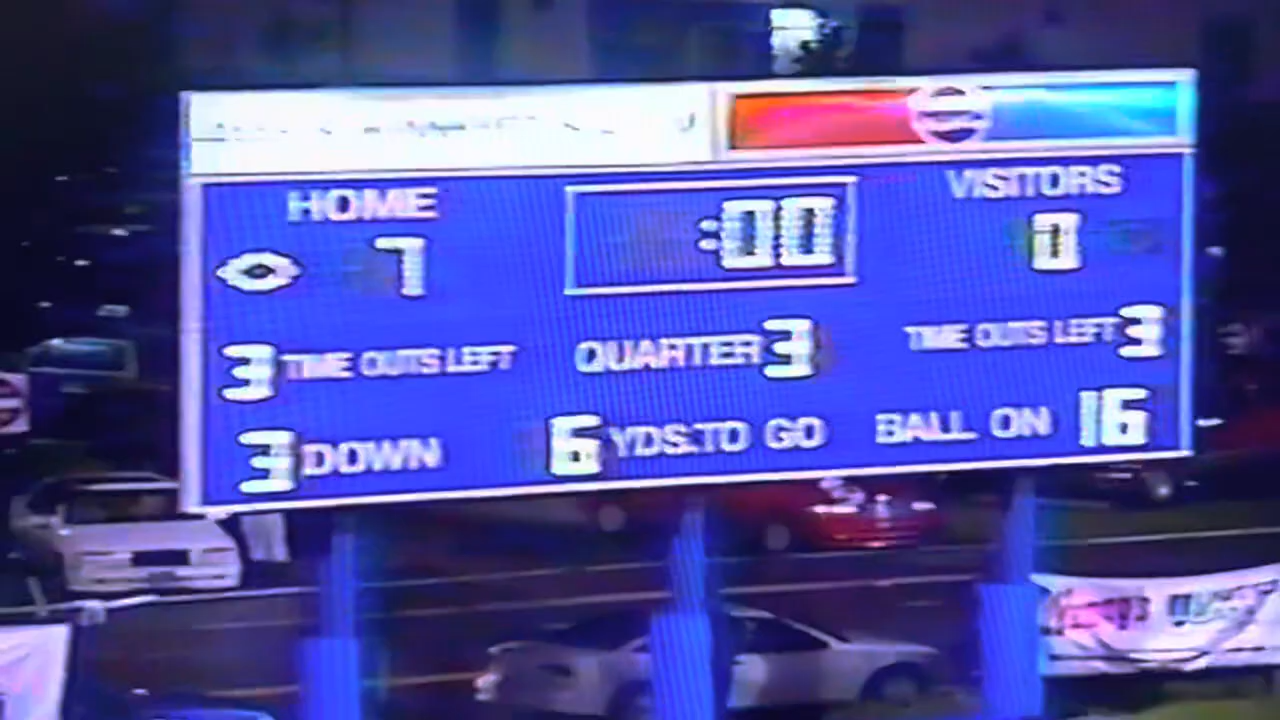 HOME :00 VISITORS
7 0
3 TIME OUTS LEFT QUARTER 3 TIME OUTS LEFT 3
3 DOWN 6 YDS. TO GO BALL ON 16